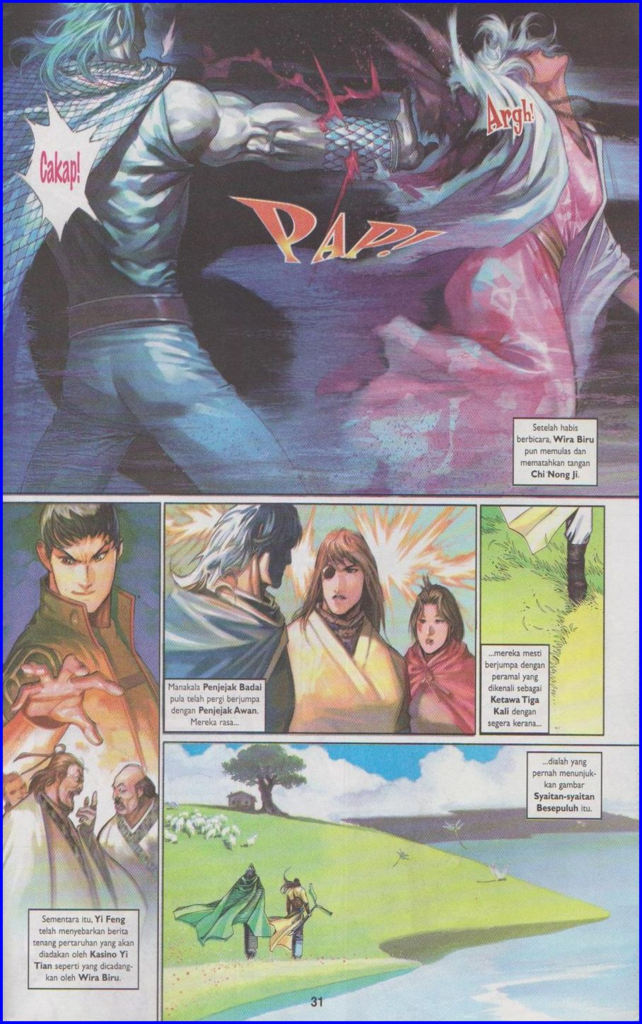 Cakap!
Argh!
PAP!
Setelah habis
berbicara, Wira Biru
pun memulas dan
mematahkan tangan
Chi Nong Ji.
Manakala Penjejak Badai
pula telah pergi berjumpa
dengan Penjejak Awan.
Mereka rasa...
...mereka mesti
berjumpa dengan
peramal yang
dikenali sebagai
Ketawa Tiga
Kali dengan
segera kerana...
...dialah yang
pernah menunjuk-
kan gambar
Syaitan-syaitan
Besepuluh itu.
Sementara itu, Yi Feng
telah menyebarkan berita
tenang pertaruhan yang akan
diadakan oleh Kasino Yi
Tian seperti yang dicadang-
kan oleh Wira Biru.
31